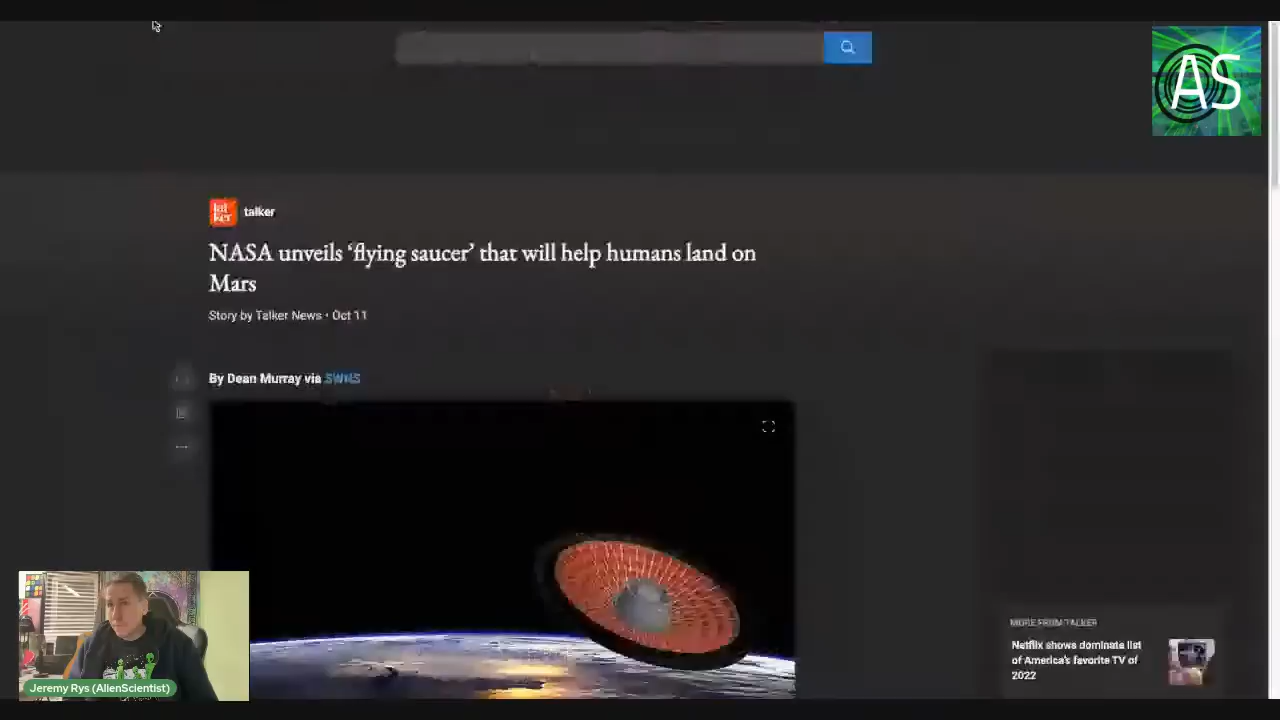 AS
tal
ker
talker
NASA unveils ‘flying saucer’ that will help humans land on
Mars
Story by Talker News • Oct 11
By Dean Murray via SWNS
MORE FROM TALKER
Netflix shows dominate list
of America's favorite TV of
2022
Jeremy Rys (AlienScientist)